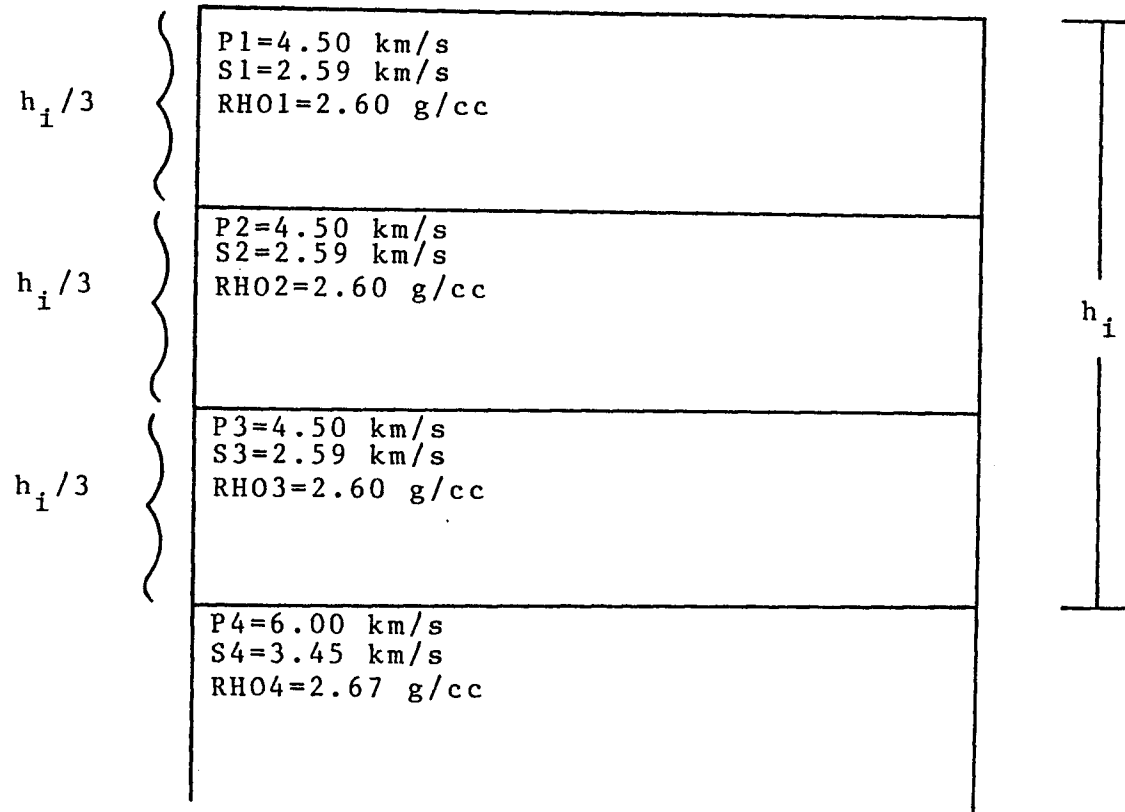 P1=4.50 km/s
S1=2.59 km/s
RHO1=2.60 g/cc
h_i/3
P2=4.50 km/s
S2=2.59 km/s
RHO2=2.60 g/cc
h_i/3
h_i
P3=4.50 km/s
S3=2.59 km/s
RHO3=2.60 g/cc
h_i/3
P4=6.00 km/s
S4=3.45 km/s
RHO4=2.67 g/cc